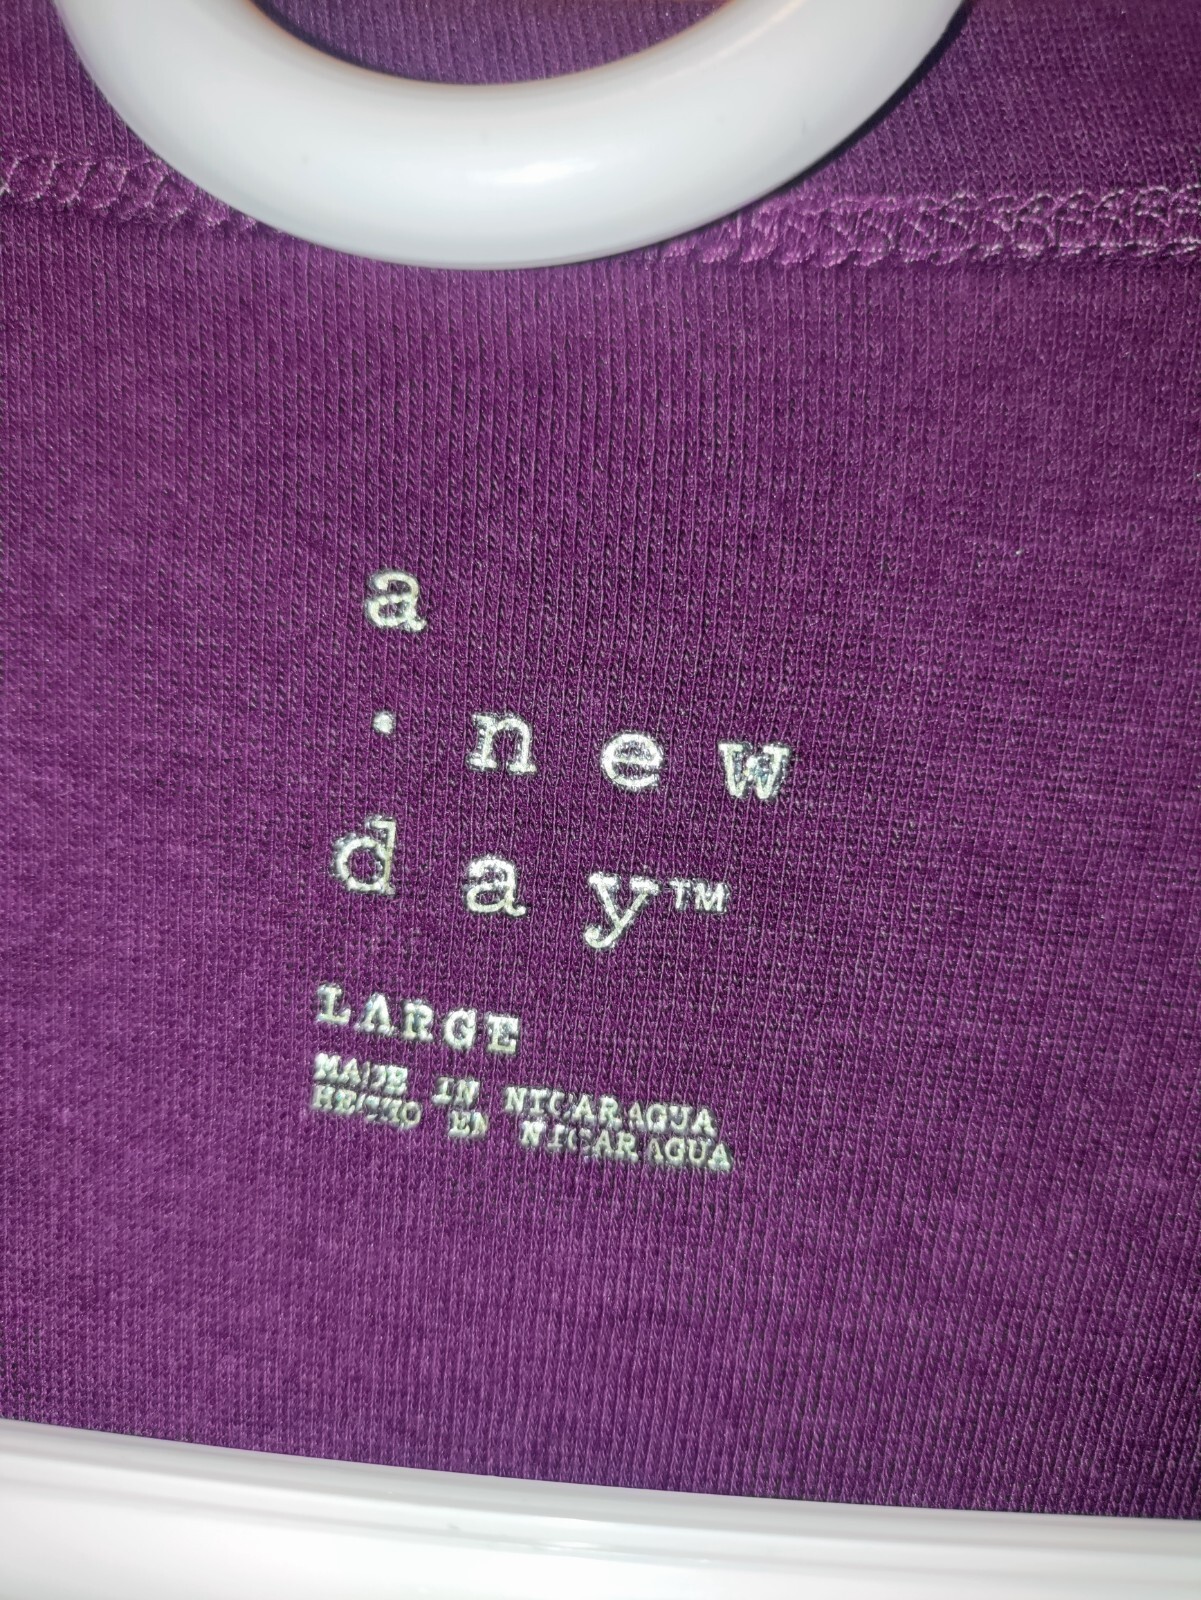 a
· new
day™
LARGE
MADE IN NICARAGUA
HECHO EN NICARAGUA